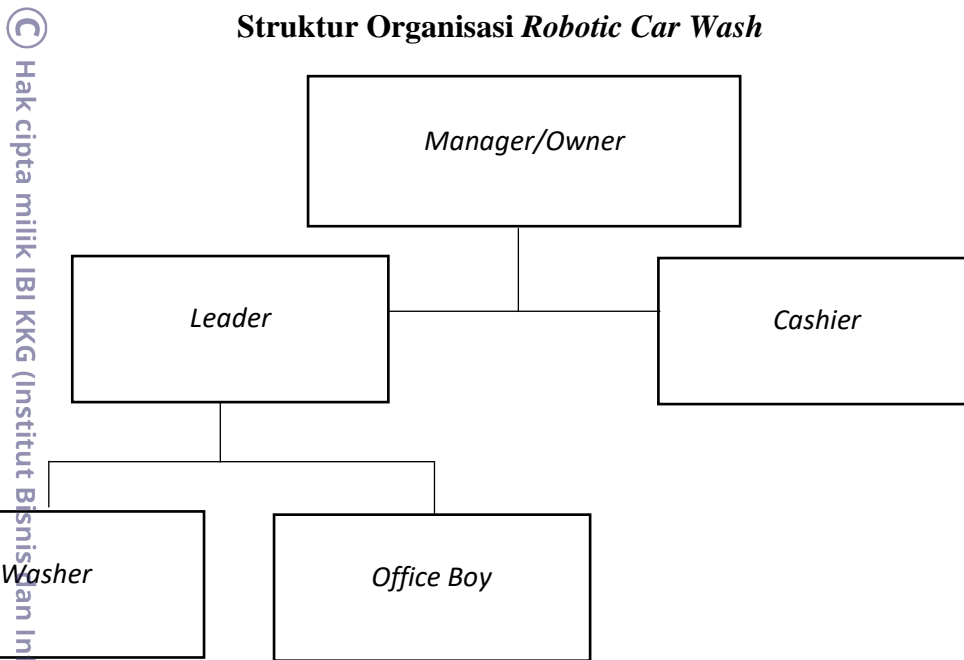 Struktur Organisasi Robotic Car Wash
Manager/Owner
Leader
Cashier
Washer
Office Boy
© Hak cipta milik IBI KKG (Institut Bisnis dan In